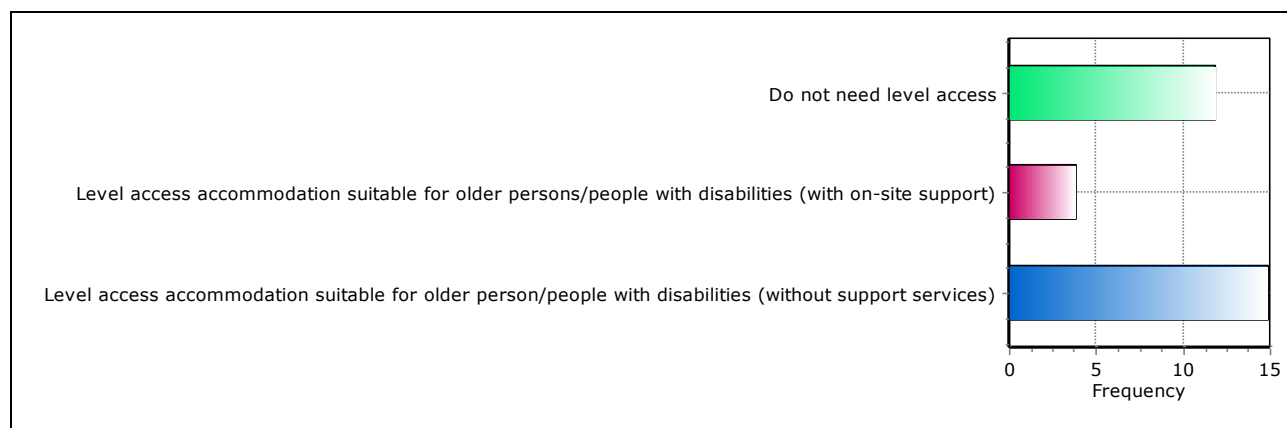 Do not need level access
Level access accommodation suitable for older persons/people with disabilities (with on-site support)
Level access accommodation suitable for older person/people with disabilities (without support services)
0 5 10 15
Frequency